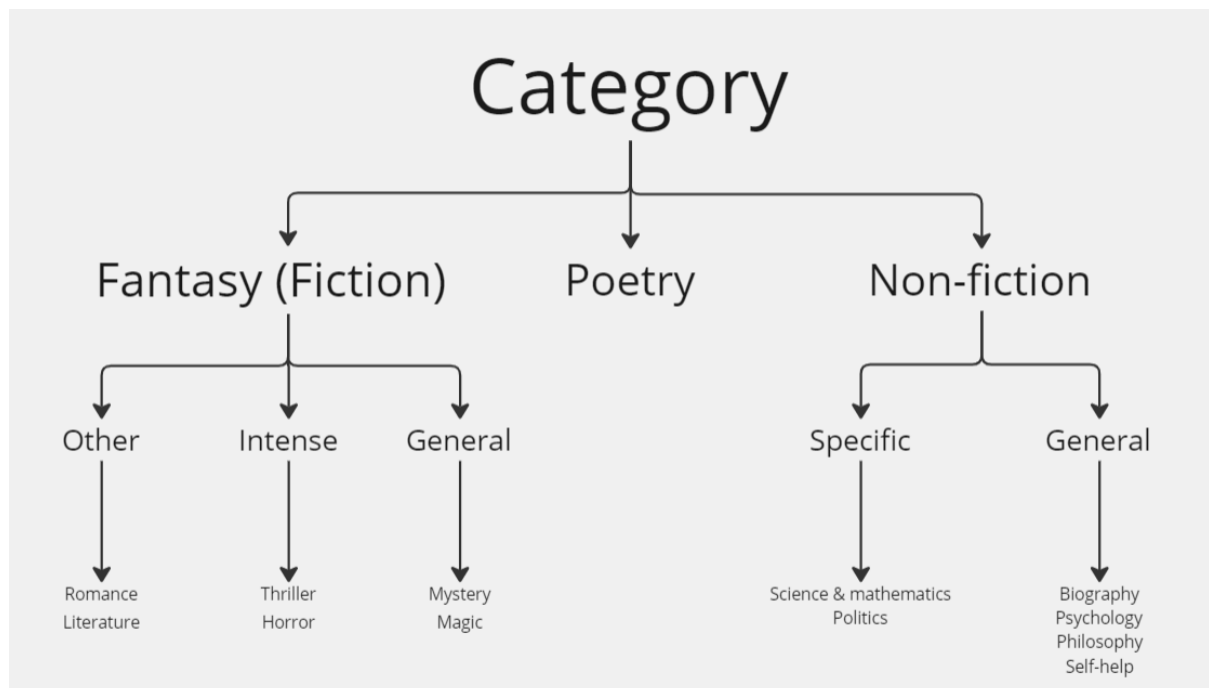 Category
Fantasy (Fiction)
Poetry
Non-fiction
Other
Intense
General
Specific
General
Romance
Literature
Thriller
Horror
Mystery
Magic
Science & mathematics
Politics
Biography
Psychology
Philosophy
Self-help